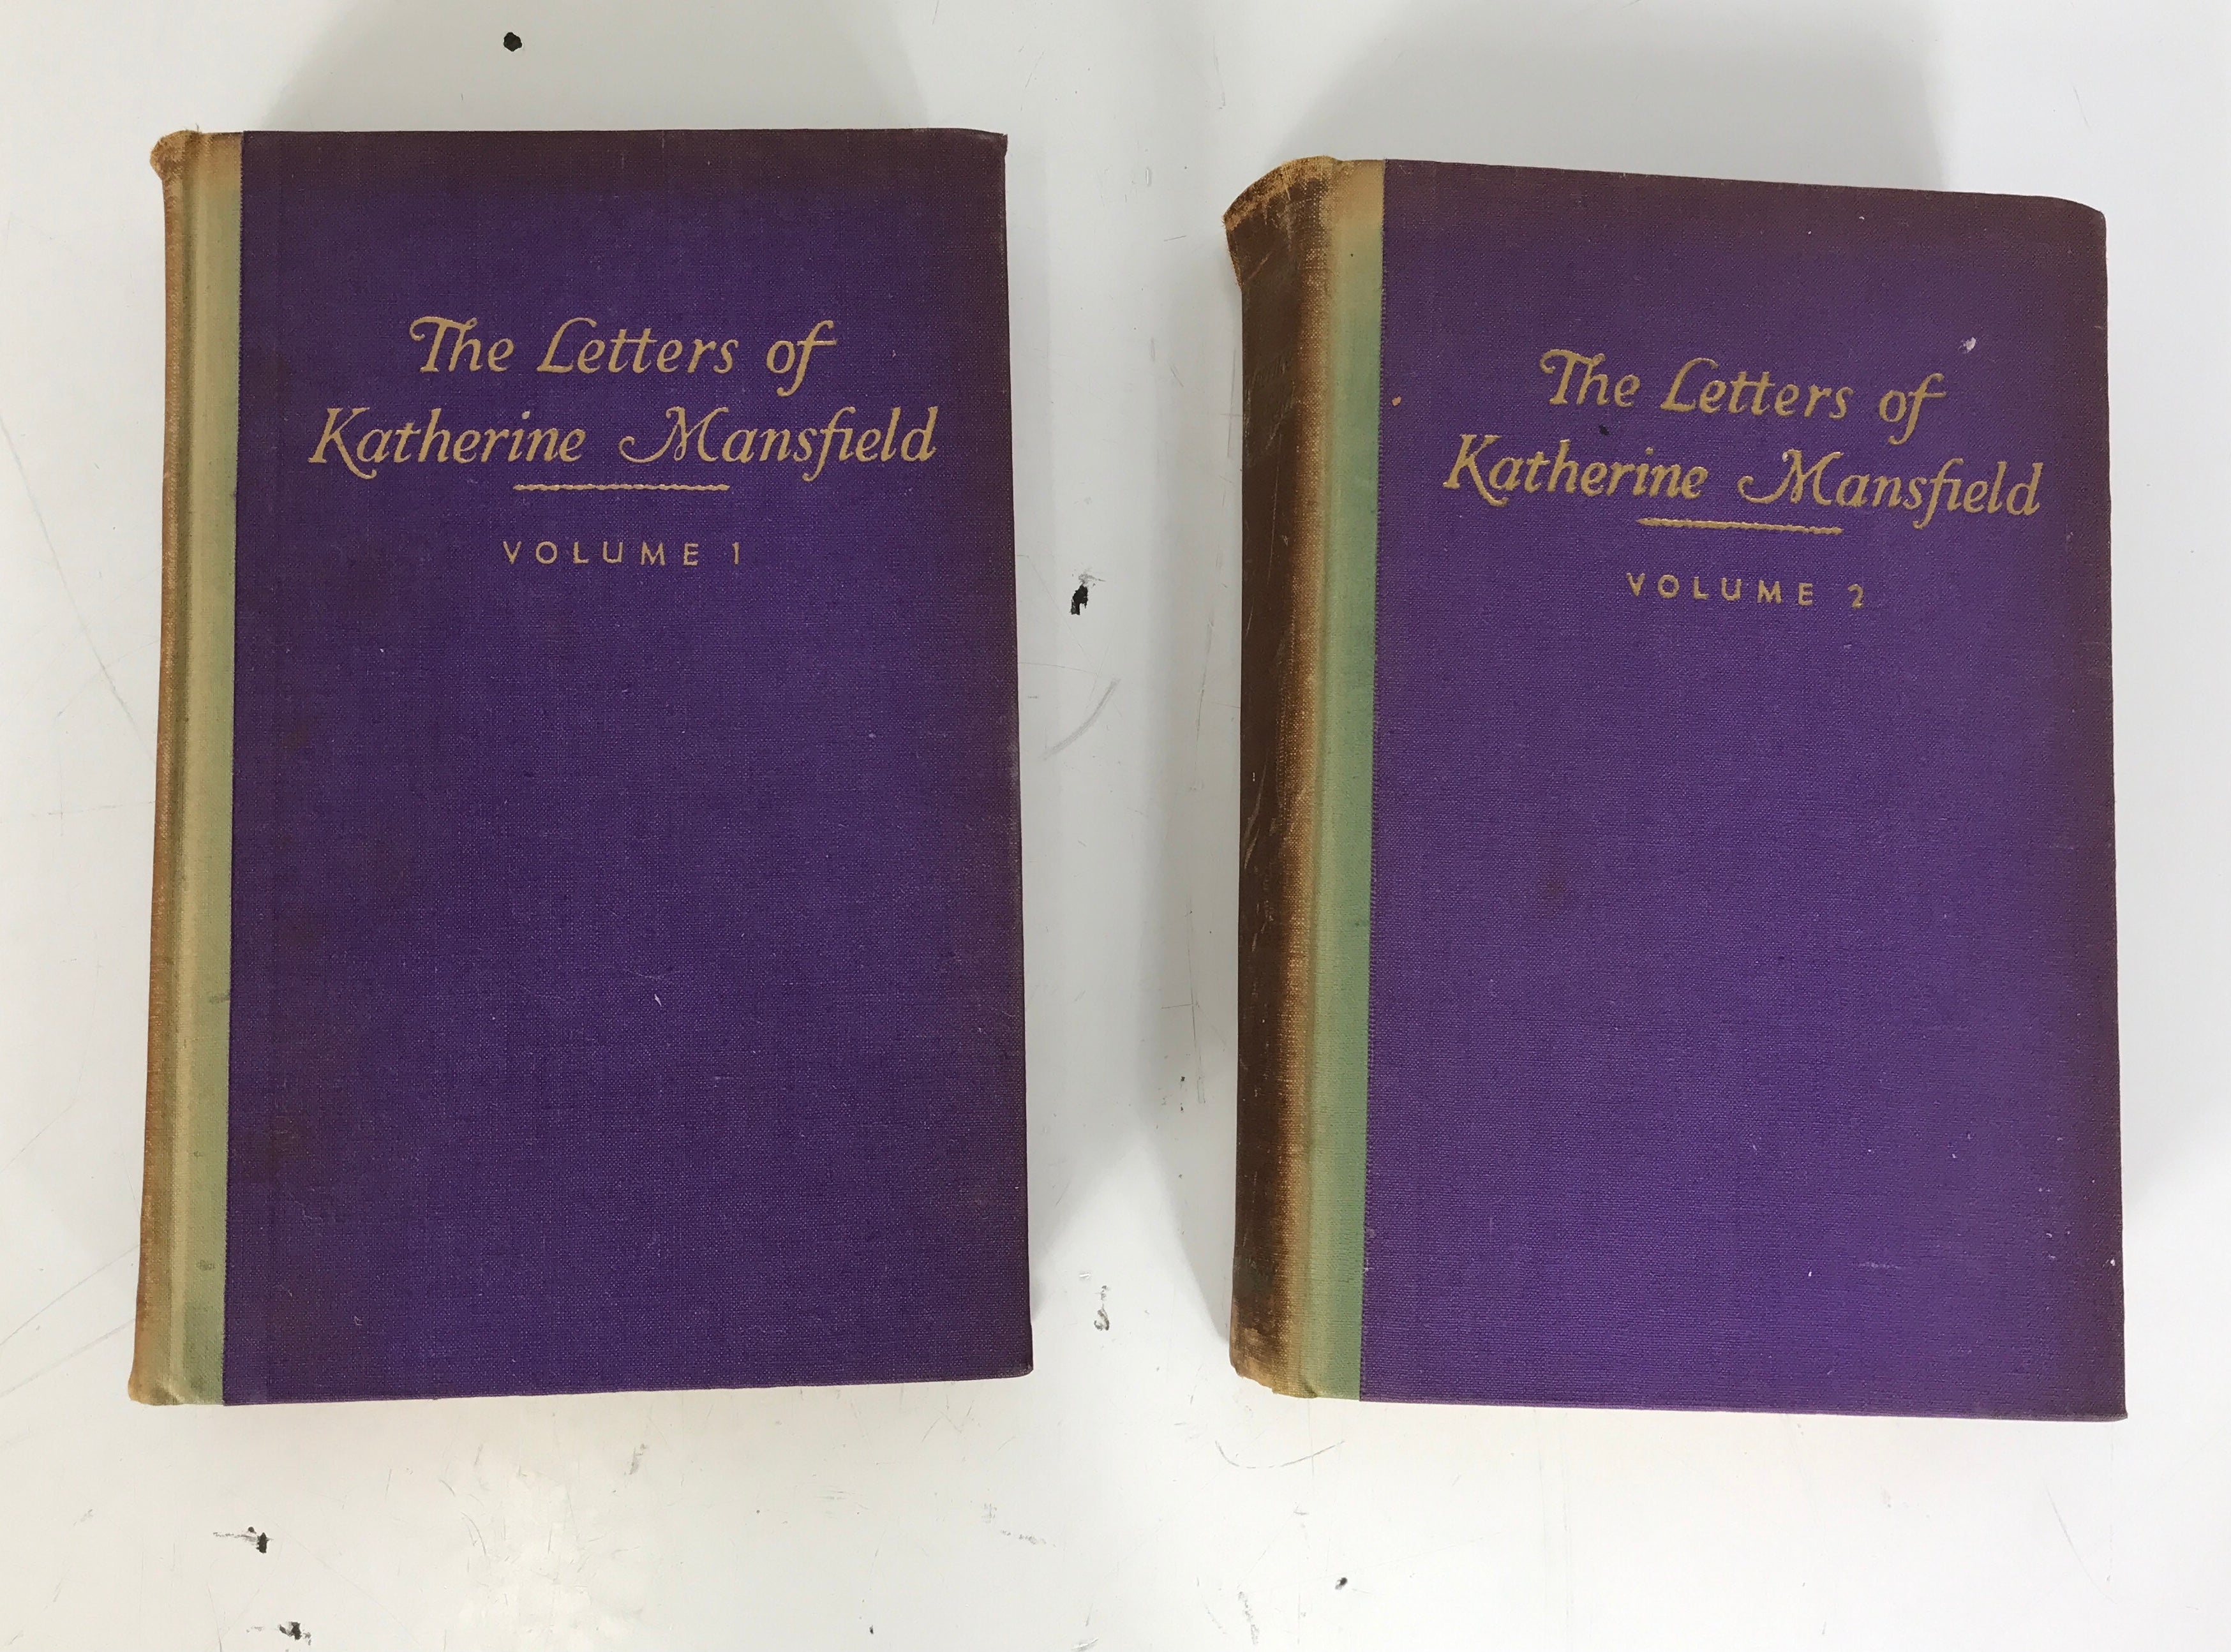 The Letters of
Katherine Mansfield
VOLUME 1
The Letters of
Katherine Mansfield
VOLUME 2